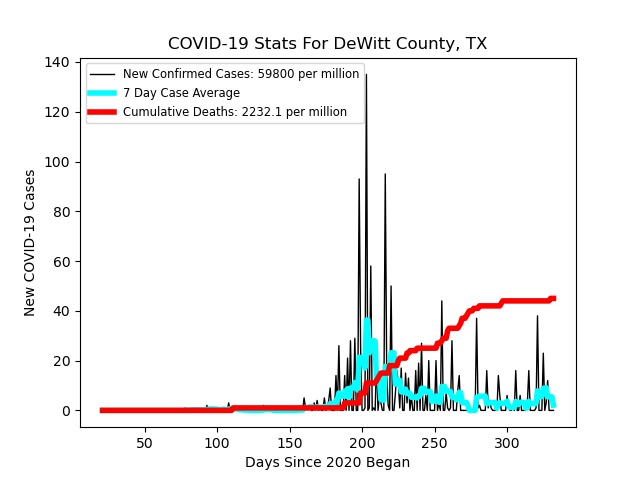 COVID-19 Stats For DeWitt County, TX
New Confirmed Cases: 59800 per million
7 Day Case Average
Cumulative Deaths: 2232.1 per million
New COVID-19 Cases
140
120
100
80
60
40
20
0
50 100 150 200 250 300
Days Since 2020 Began